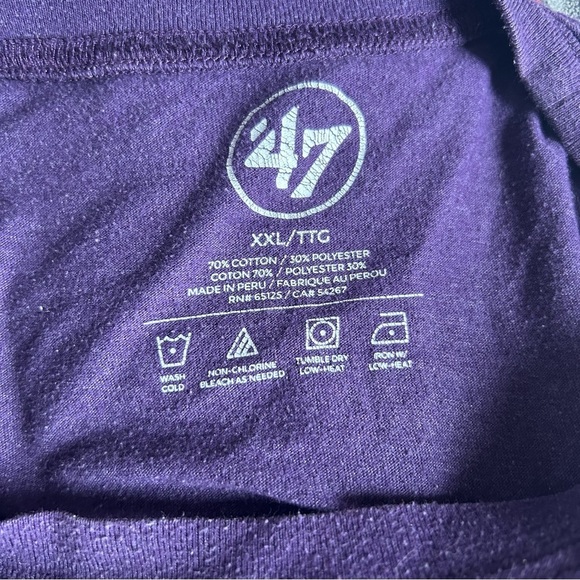 '47
XXL/TTG
70% COTTON / 30% POLYESTER
COTON 70% / POLYESTER 30%
MADE IN PERU / FABRIQUE AU PEROU
RN# 65125 / CA# 54267
WASH
COLD
NON-CHLORINE
BLEACH AS NEEDED
TUMBLE DRY
LOW-HEAT
IRON W/
LOW-HEAT